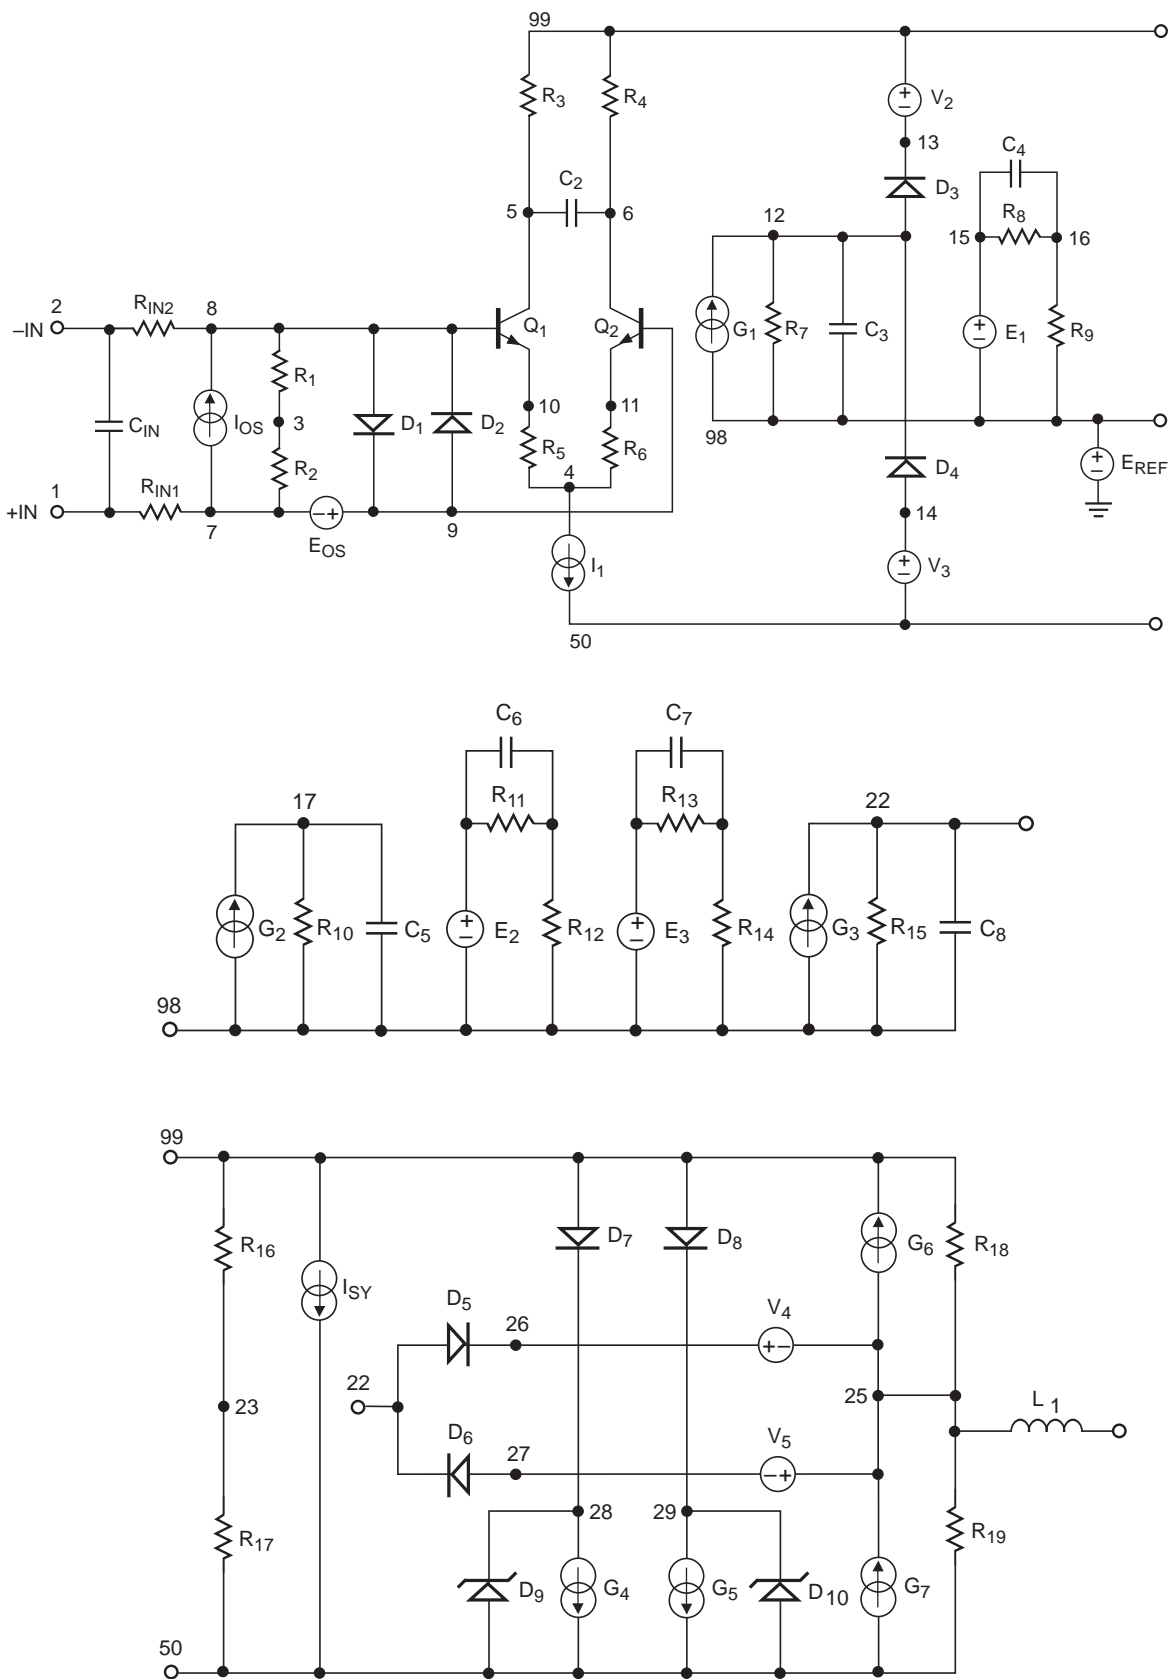 99
R3
R4
+
−
V2
13
C4
C2
D3
5
6
12
R8
15
16
2
RIN2
8
−IN
Q1
Q2
G1
R7
C3
+
−
E1
R9
R1
CIN
IOS
3
D1
D2
10
11
98
R5
R6
R2
4
D4
+
−
EREF
1
RIN1
+IN
14
7
−+
EOS
9
I1
+
−
V3
50
C6
C7
17
R11
R13
22
G2
R10
C5
+
−
E2
R12
+
−
E3
R14
G3
R15
C8
98
99
R16
D7
D8
G6
R18
ISY
D5
26
V4
+−
22
23
25
L1
D6
27
V5
−+
28
29
R17
R19
D9
G4
G5
D10
G7
50